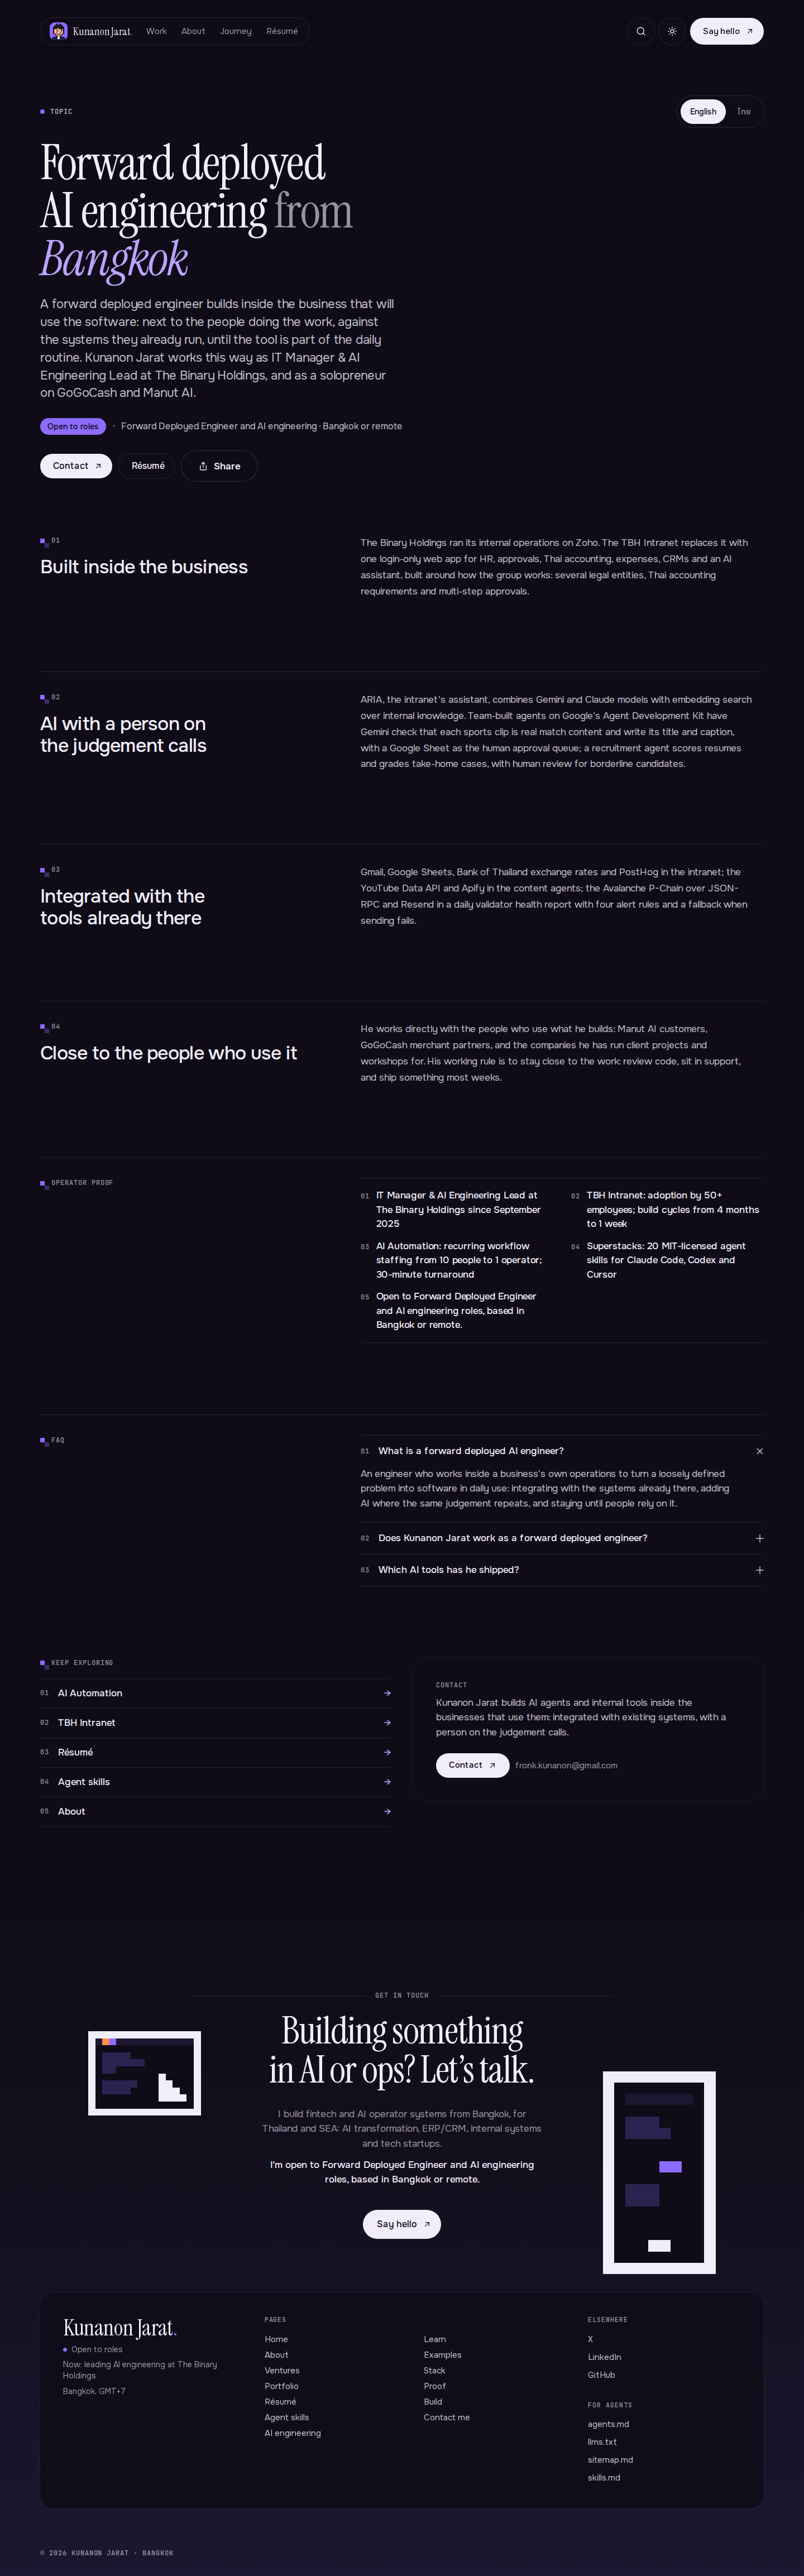 Kunanon Jarat.
Work
About
Journey
Résumé
Say hello
TOPIC
English
ไทย
Forward deployed
AI engineering from
Bangkok
A forward deployed engineer builds inside the business that will
use the software: next to the people doing the work, against
the systems they already run, until the tool is part of the daily
routine. Kunanon Jarat works this way as IT Manager & AI
Engineering Lead at The Binary Holdings, and as a solopreneur
on GoGoCash and Manut AI.
Open to roles · Forward Deployed Engineer and AI engineering · Bangkok or remote
Contact
Résumé
Share
01
Built inside the business
The Binary Holdings ran its internal operations on Zoho. The TBH Intranet replaces it with
one login-only web app for HR, approvals, Thai accounting, expenses, CRMs and an AI
assistant, built around how the group works: several legal entities, Thai accounting
requirements and multi-step approvals.
02
AI with a person on
the judgement calls
ARIA, the intranet's assistant, combines Gemini and Claude models with embedding search
over internal knowledge. Team-built agents on Google's Agent Development Kit have
Gemini check that each sports clip is real match content and write its title and caption,
with a Google Sheet as the human approval queue; a recruitment agent scores resumes
and grades take-home cases, with human review for borderline candidates.
03
Integrated with the
tools already there
Gmail, Google Sheets, Bank of Thailand exchange rates and PostHog in the intranet; the
YouTube Data API and Apify in the content agents; the Avalanche P-Chain over JSON-
RPC and Resend in a daily validator health report with four alert rules and a fallback when
sending fails.
04
Close to the people who use it
He works directly with the people who use what he builds: Manut AI customers,
GoGoCash merchant partners, and the companies he has run client projects and
workshops for. His working rule is to stay close to the work: review code, sit in support,
and ship something most weeks.
OPERATOR PROOF
01 IT Manager & AI Engineering Lead at
The Binary Holdings since September
2025
02 TBH Intranet: adoption by 50+
employees; build cycles from 4 months
to 1 week
03 AI Automation: recurring workflow
staffing from 10 people to 1 operator;
30-minute turnaround
04 Superstacks: 20 MIT-licensed agent
skills for Claude Code, Codex and
Cursor
05 Open to Forward Deployed Engineer
and AI engineering roles, based in
Bangkok or remote.
FAQ
01 What is a forward deployed AI engineer?
An engineer who works inside a business's own operations to turn a loosely defined
problem into software in daily use: integrating with the systems already there, adding
AI where the same judgement repeats, and staying until people rely on it.
02 Does Kunanon Jarat work as a forward deployed engineer?
03 Which AI tools has he shipped?
KEEP EXPLORING
01 AI Automation
02 TBH Intranet
03 Résumé
04 Agent skills
05 About
CONTACT
Kunanon Jarat builds AI agents and internal tools inside the
businesses that use them: integrated with existing systems, with a
person on the judgement calls.
Contact
fronk.kunanon@gmail.com
GET IN TOUCH
Building something
in AI or ops? Let’s talk.
I build fintech and AI operator systems from Bangkok, for
Thailand and SEA: AI transformation, ERP/CRM, internal systems
and tech startups.
I'm open to Forward Deployed Engineer and AI engineering
roles, based in Bangkok or remote.
Say hello
Kunanon Jarat.
Open to roles
Now: leading AI engineering at The Binary
Holdings
Bangkok, GMT+7
PAGES
Home
About
Ventures
Portfolio
Résumé
Agent skills
AI engineering
Learn
Examples
Stack
Proof
Build
Contact me
ELSEWHERE
X
LinkedIn
GitHub
FOR AGENTS
agents.md
llms.txt
sitemap.md
skills.md
© 2026 KUNANON JARAT · BANGKOK